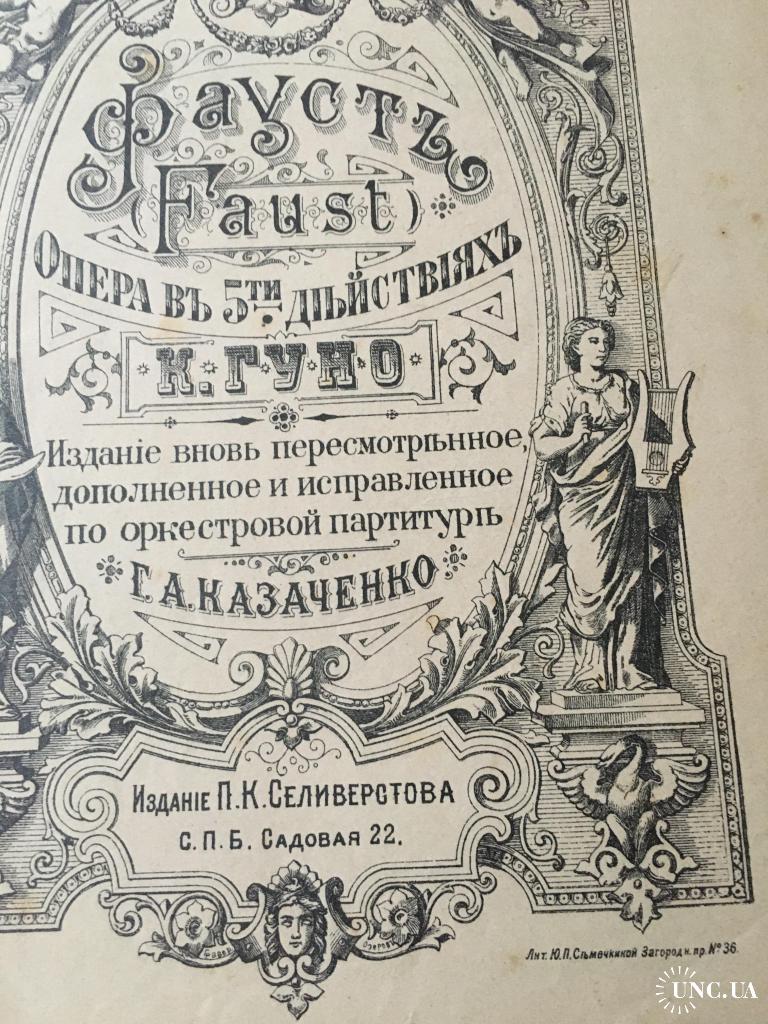 Фаустъ
(Faust)
ОПЕРА ВЪ 5ТИ ДѢЙСТВІЯХЪ
К. ГУНО
Изданіе вновь пересмотрѣнное,
дополненное и исправленное
по оркестровой партитурѣ
Г. А. КАЗАЧЕНКО
ИЗДАНІЕ П. К. СЕЛИВЕРСТОВА
С. П. Б. САДОВАЯ 22.
Лит. Ю. П. Сѣмечкиной Загородн. пр. № 36.
UNC.UA